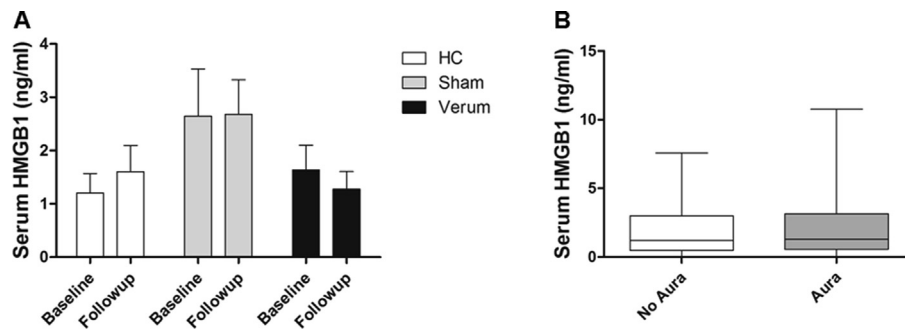 A
Serum HMGB1 (ng/ml)
4
3
2
1
0
Baseline
Followup
Baseline
Followup
Baseline
Followup
HC
Sham
Verum
B
Serum HMGB1 (ng/ml)
15
10
5
0
No Aura
Aura